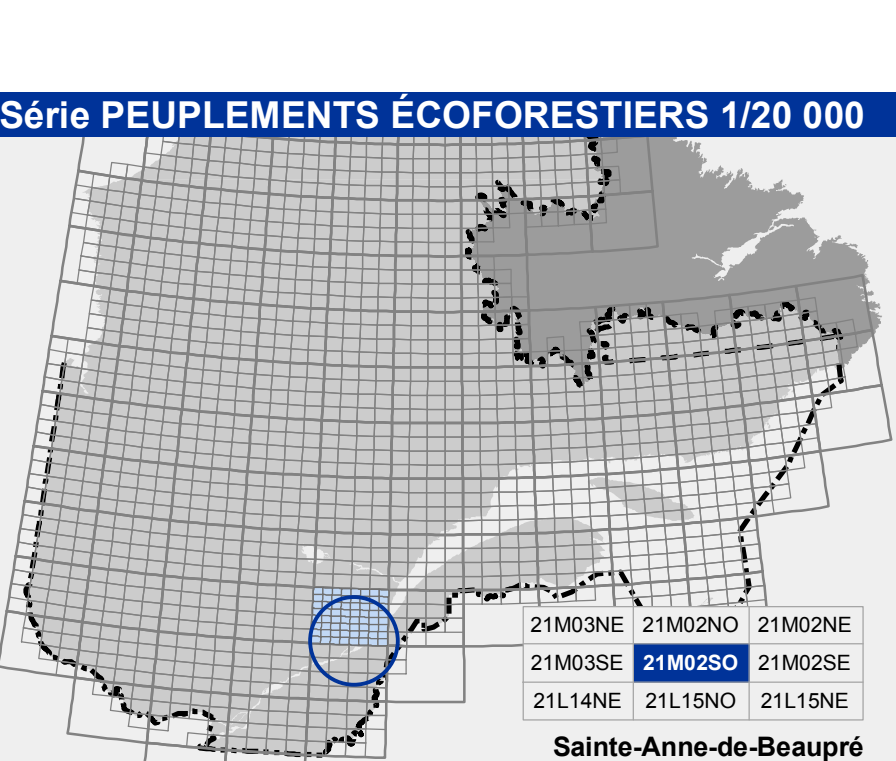 Série PEUPLEMENTS ÉCOFORESTIERS 1/20 000
21M03NE 21M02NO 21M02NE
21M03SE 21M02SO 21M02SE
21L14NE 21L15NO 21L15NE
Sainte-Anne-de-Beaupré